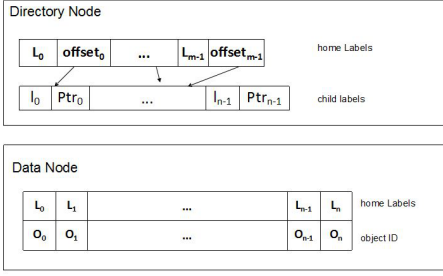 Directory Node
L₀ offset₀ ... Lₘ₋₁ offsetₘ₋₁ home Labels
l₀ Ptr₀ ... lₙ₋₁ Ptrₙ₋₁ child labels
Data Node
L₀ L₁ ... Lₙ₋₁ Lₙ home Labels
O₀ O₁ ... Oₙ₋₁ Oₙ object ID